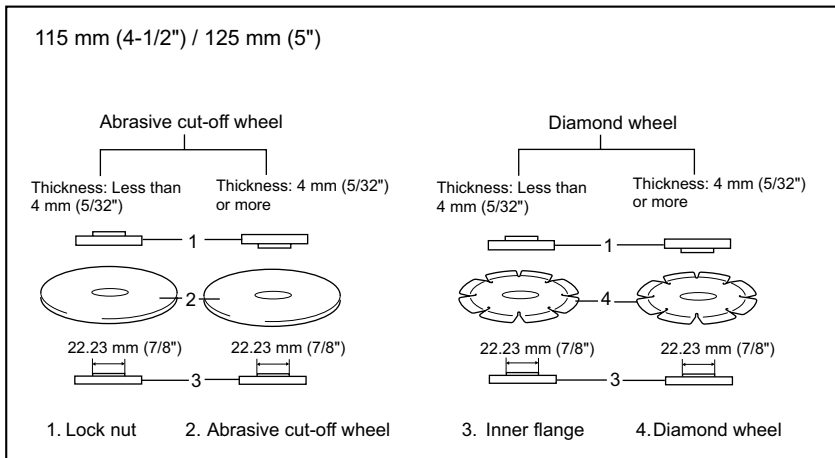 115 mm (4-1/2") / 125 mm (5")
Abrasive cut-off wheel
Diamond wheel
Thickness: Less than
4 mm (5/32")
Thickness: 4 mm (5/32")
or more
Thickness: Less than
4 mm (5/32")
Thickness: 4 mm (5/32")
or more
1
1
2
4
22.23 mm (7/8")
22.23 mm (7/8")
22.23 mm (7/8")
22.23 mm (7/8")
3
3
1. Lock nut
2. Abrasive cut-off wheel
3. Inner flange
4.Diamond wheel